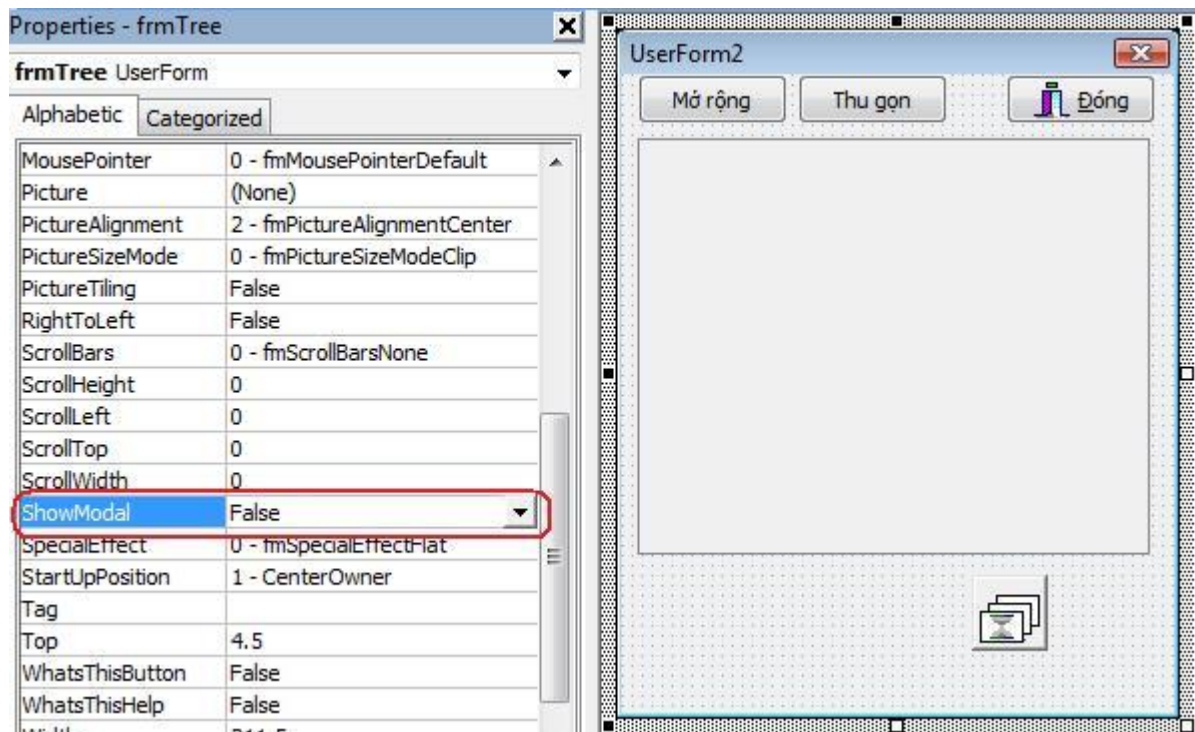 Properties - frmTree
frmTree UserForm
Alphabetic Categorized
MousePointer 0 - fmMousePointerDefault
Picture (None)
PictureAlignment 2 - fmPictureAlignmentCenter
PictureSizeMode 0 - fmPictureSizeModeClip
PictureTiling False
RightToLeft False
ScrollBars 0 - fmScrollBarsNone
ScrollHeight 0
ScrollLeft 0
ScrollTop 0
ScrollWidth 0
ShowModal False
SpecialEffect 0 - fmSpecialEffectFlat
StartUpPosition 1 - CenterOwner
Tag
Top 4.5
WhatsThisButton False
WhatsThisHelp False
UserForm2
Mở rộng Thu gọn Đóng